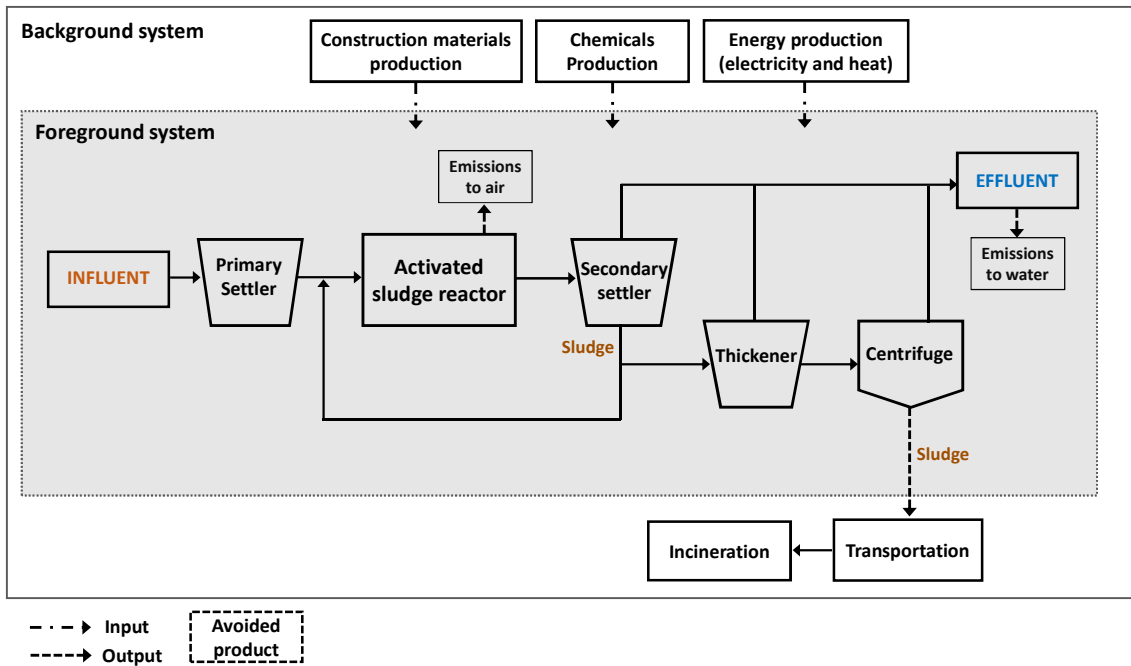 Background system
Construction materials
production
Chemicals
Production
Energy production
(electricity and heat)
Foreground system
Emissions
to air
EFFLUENT
Emissions
to water
INFLUENT
Primary
Settler
Activated
sludge reactor
Secondary
settler
Sludge
Thickener
Centrifuge
Sludge
Incineration
Transportation
Input
Output
Avoided
product